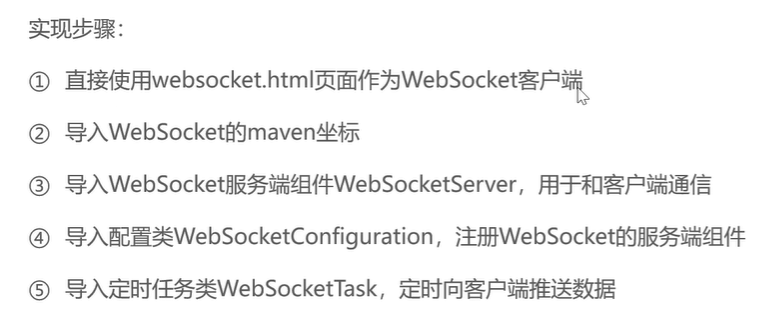 实现步骤：
① 直接使用websocket.html页面作为WebSocket客户端
② 导入WebSocket的maven坐标
③ 导入WebSocket服务端组件WebSocketServer，用于和客户端通信
④ 导入配置类WebSocketConfiguration，注册WebSocket的服务端组件
⑤ 导入定时任务类WebSocketTask，定时向客户端推送数据